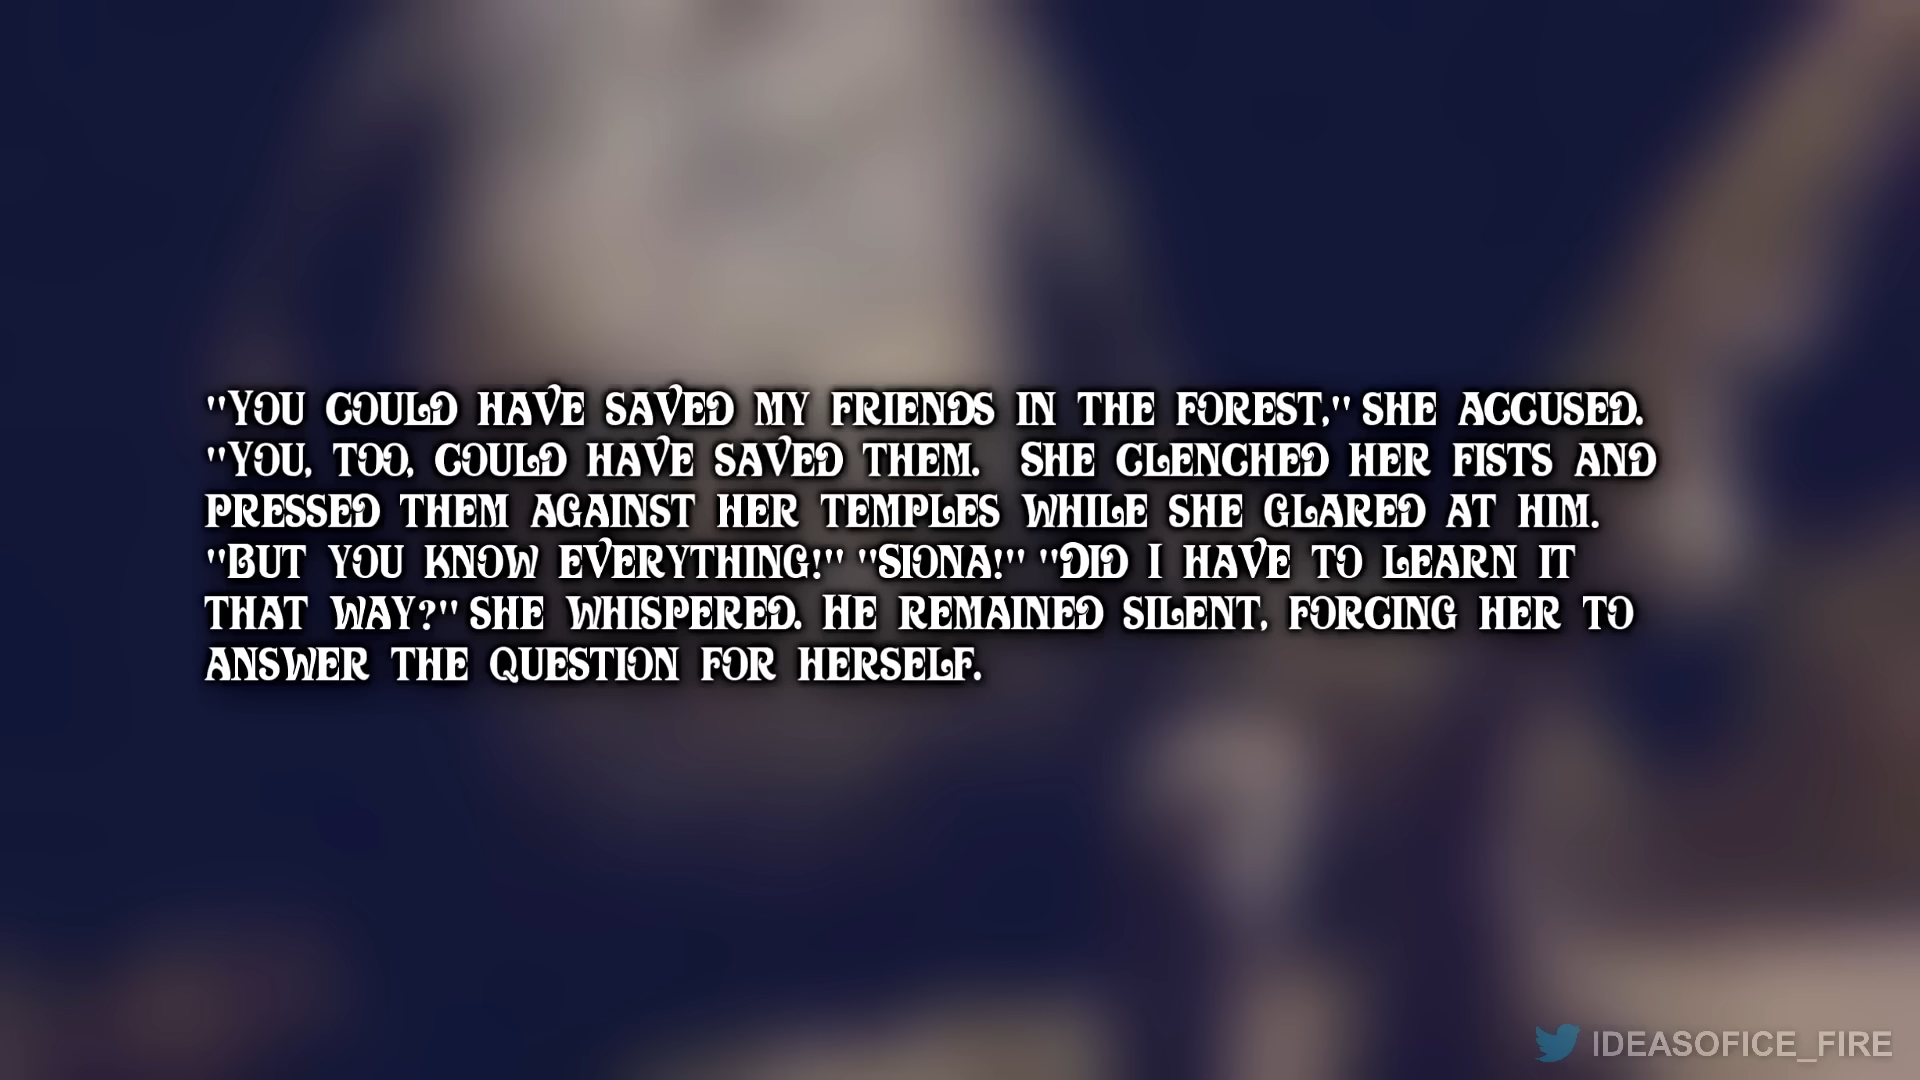 "You could have saved my friends in the forest," she accused.
"You, too, could have saved them.  She clenched her fists and
pressed them against her temples while she glared at him.
"But you know everything!" "Siona!" "Did I have to learn it
that way?" she whispered. He remained silent, forcing her to
answer the question for herself.
IDEASOFICE_FIRE